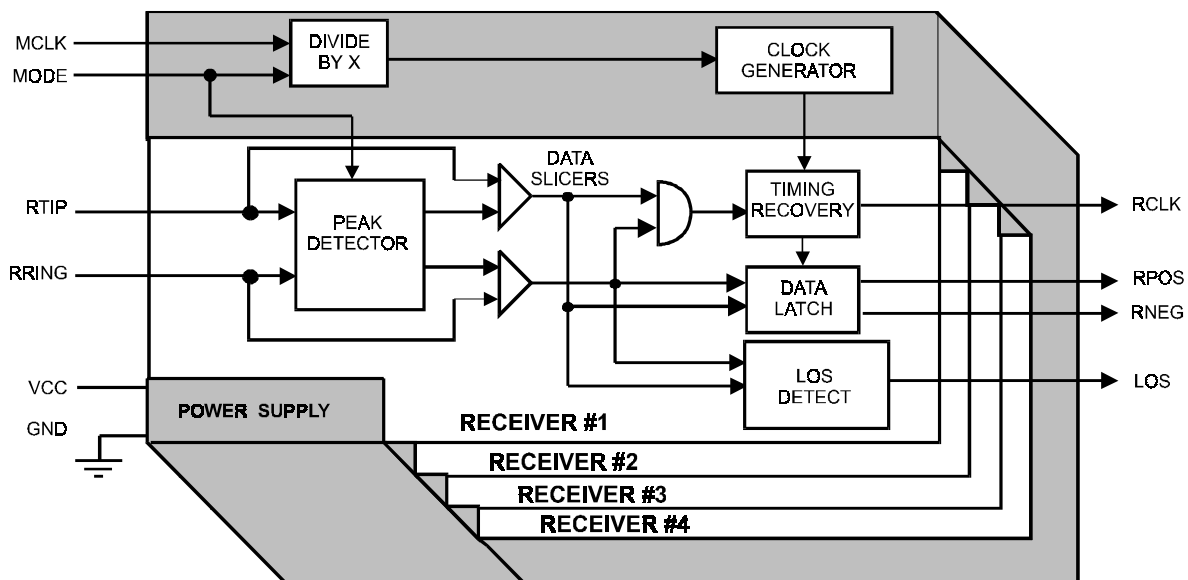 MCLK
MODE
DIVIDE
BY X
CLOCK
GENERATOR
DATA
SLICERS
RTIP
RRING
PEAK
DETECTOR
TIMING
RECOVERY
RCLK
DATA
LATCH
RPOS
RNEG
LOS
DETECT
LOS
VCC
GND
POWER SUPPLY
RECEIVER #1
RECEIVER #2
RECEIVER #3
RECEIVER #4